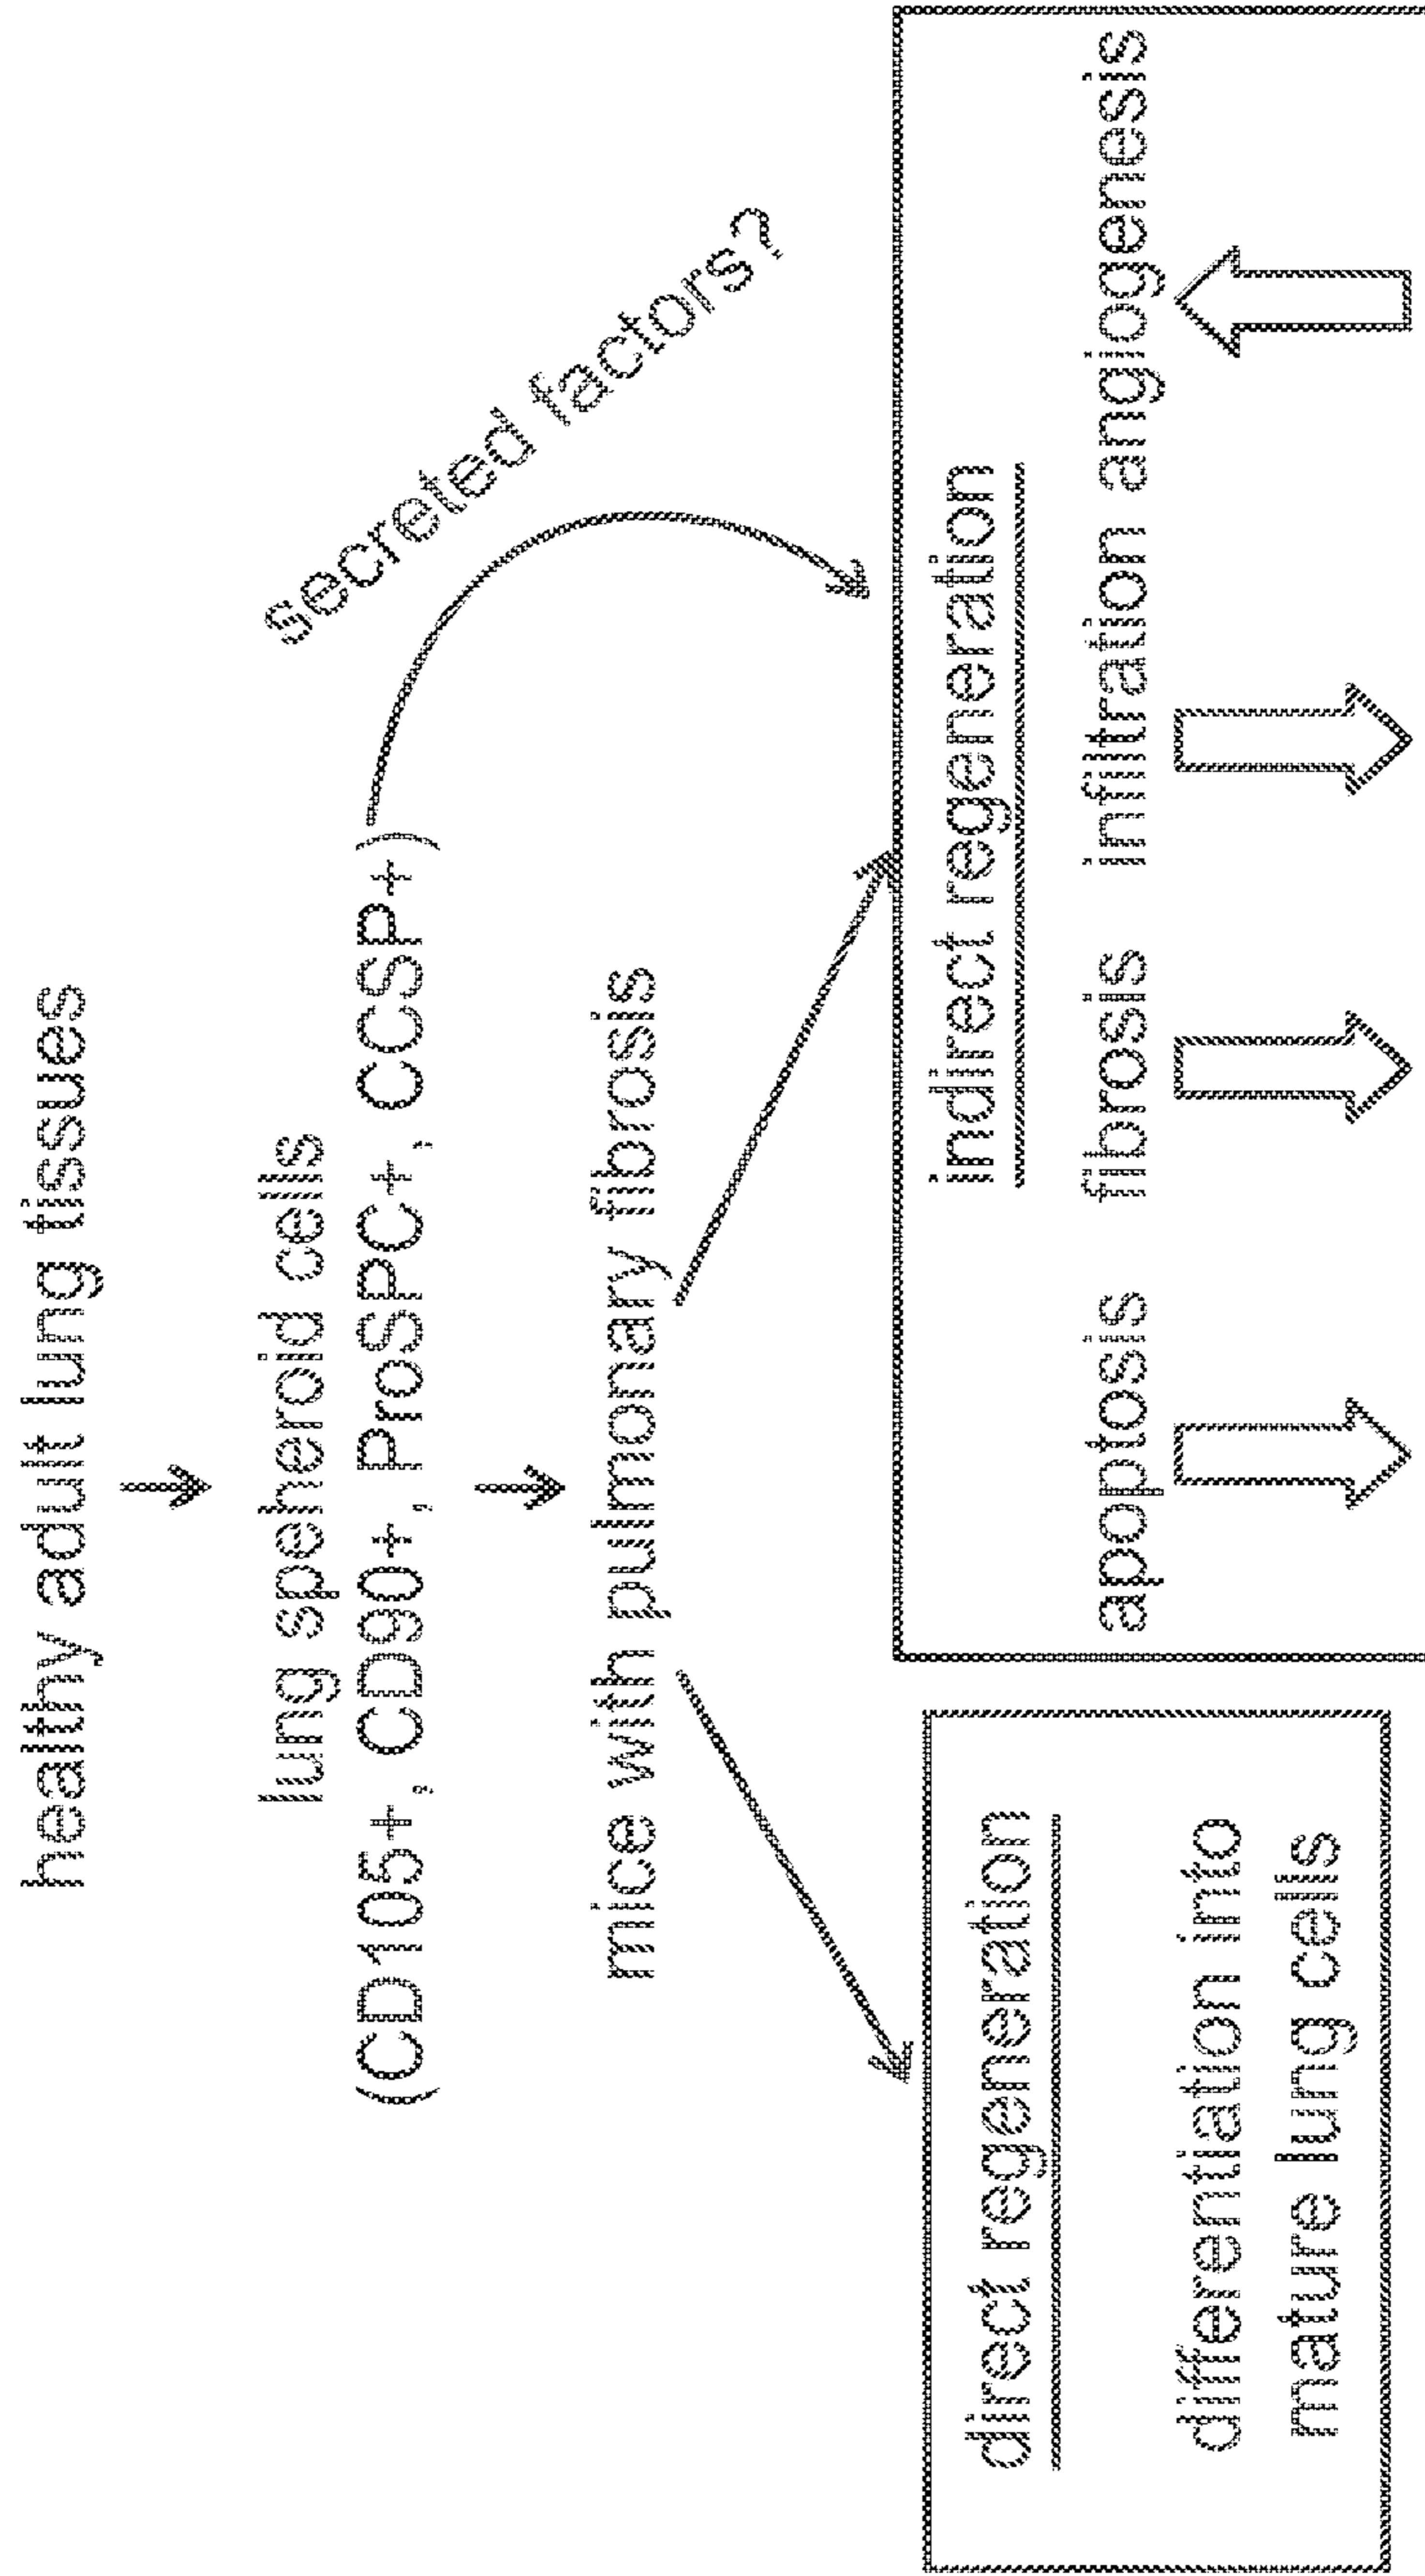 healthy adult lung tissues
lung speheroid cells
(CD105+, CD90+, ProSPC+, CCSP+)
secreted factors?
mice with pulmonary fibrosis
direct regeneration
differentiation into
mature lung cells
indirect regeneration
apoptosis fibrosis infiltration angiogenesis